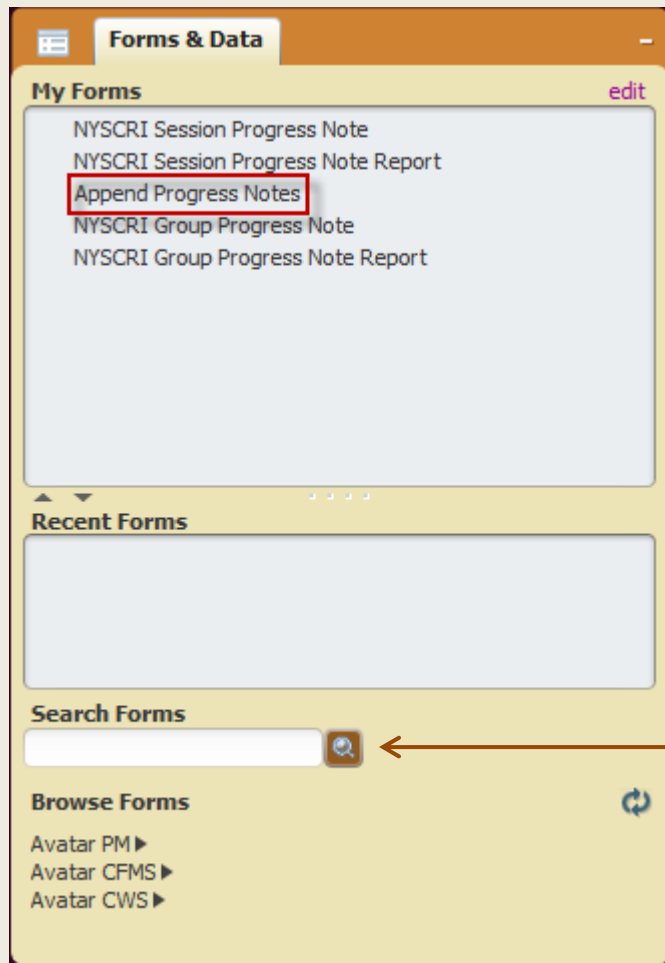 Forms & Data
My Forms edit
NYSCRI Session Progress Note
NYSCRI Session Progress Note Report
Append Progress Notes
NYSCRI Group Progress Note
NYSCRI Group Progress Note Report
Recent Forms
Search Forms
Browse Forms
Avatar PM
Avatar CFMS
Avatar CWS